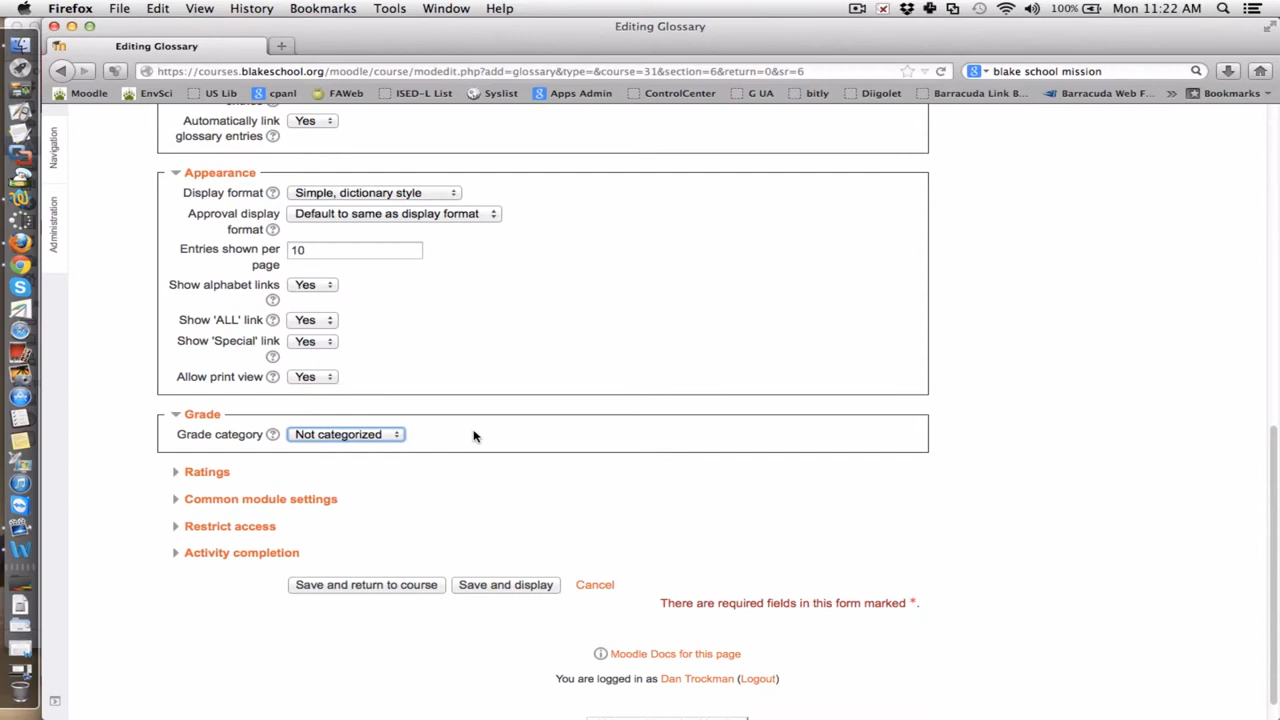 Firefox File Edit View History Bookmarks Tools Window Help 100% Mon 11:22 AM
Editing Glossary
Editing Glossary
https://courses.blakeschool.org/moodle/course/modedit.php?add=glossary&type=&course=31&section=6&return=0&sr=6 blake school mission
Moodle EnvSci US Lib cpanl FAWeb ISED-L List Syslist Apps Admin ControlCenter G UA bitly Diigolet Barracuda Link B... Barracuda Web F... Bookmarks
Navigation
Administration
Automatically link Yes
glossary entries
Appearance
Display format Simple, dictionary style
Approval display Default to same as display format
format
Entries shown per 10
page
Show alphabet links Yes
Show 'ALL' link Yes
Show 'Special' link Yes
Allow print view Yes
Grade
Grade category Not categorized
Ratings
Common module settings
Restrict access
Activity completion
Save and return to course Save and display Cancel
There are required fields in this form marked *.
Moodle Docs for this page
You are logged in as Dan Trockman (Logout)